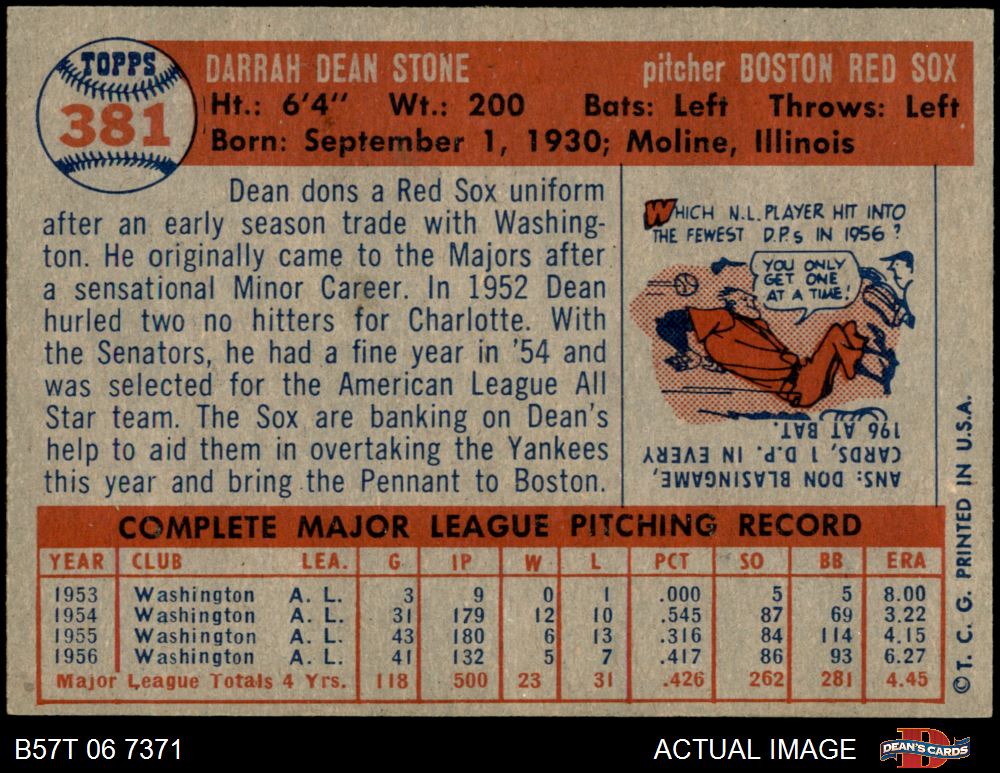 TOPPS
381
DARRAH DEAN STONE pitcher BOSTON RED SOX
Ht.: 6'4" Wt.: 200 Bats: Left Throws: Left
Born: September 1, 1930; Moline, Illinois
Dean dons a Red Sox uniform
after an early season trade with Washing-
ton. He originally came to the Majors after
a sensational Minor Career. In 1952 Dean
hurled two no hitters for Charlotte. With
the Senators, he had a fine year in '54 and
was selected for the American League All
Star team. The Sox are banking on Dean's
help to aid them in overtaking the Yankees
this year and bring the Pennant to Boston.
WHICH N.L. PLAYER HIT INTO
THE FEWEST D.P.s IN 1956?
YOU ONLY
GET ONE
AT A TIME!
ANS: DON BLASINGAME,
CARDS, 1 D.P. IN EVERY
196 AT BAT.
COMPLETE MAJOR LEAGUE PITCHING RECORD
YEAR CLUB LEA. G IP W L PCT SO BB ERA
1953 Washington A. L. 3 9 0 1 .000 5 5 8.00
1954 Washington A. L. 31 179 12 10 .545 87 69 3.22
1955 Washington A. L. 43 180 6 13 .316 84 114 4.15
1956 Washington A. L. 41 132 5 7 .417 86 93 6.27
Major League Totals 4 Yrs. 118 500 23 31 .426 262 281 4.45
© T. C. G. PRINTED IN U.S.A.
B57T 06 7371 ACTUAL IMAGE DEAN'S CARDS